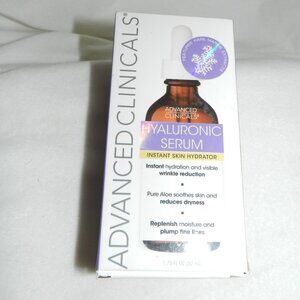 ADVANCED CLINICALS®
ADVANCED
CLINICALS®
HYALURONIC
SERUM
INSTANT SKIN HYDRATOR
Instant hydration and visible
wrinkle reduction
Pure Aloe soothes skin and
reduces dryness
Replenish moisture and
plump fine lines